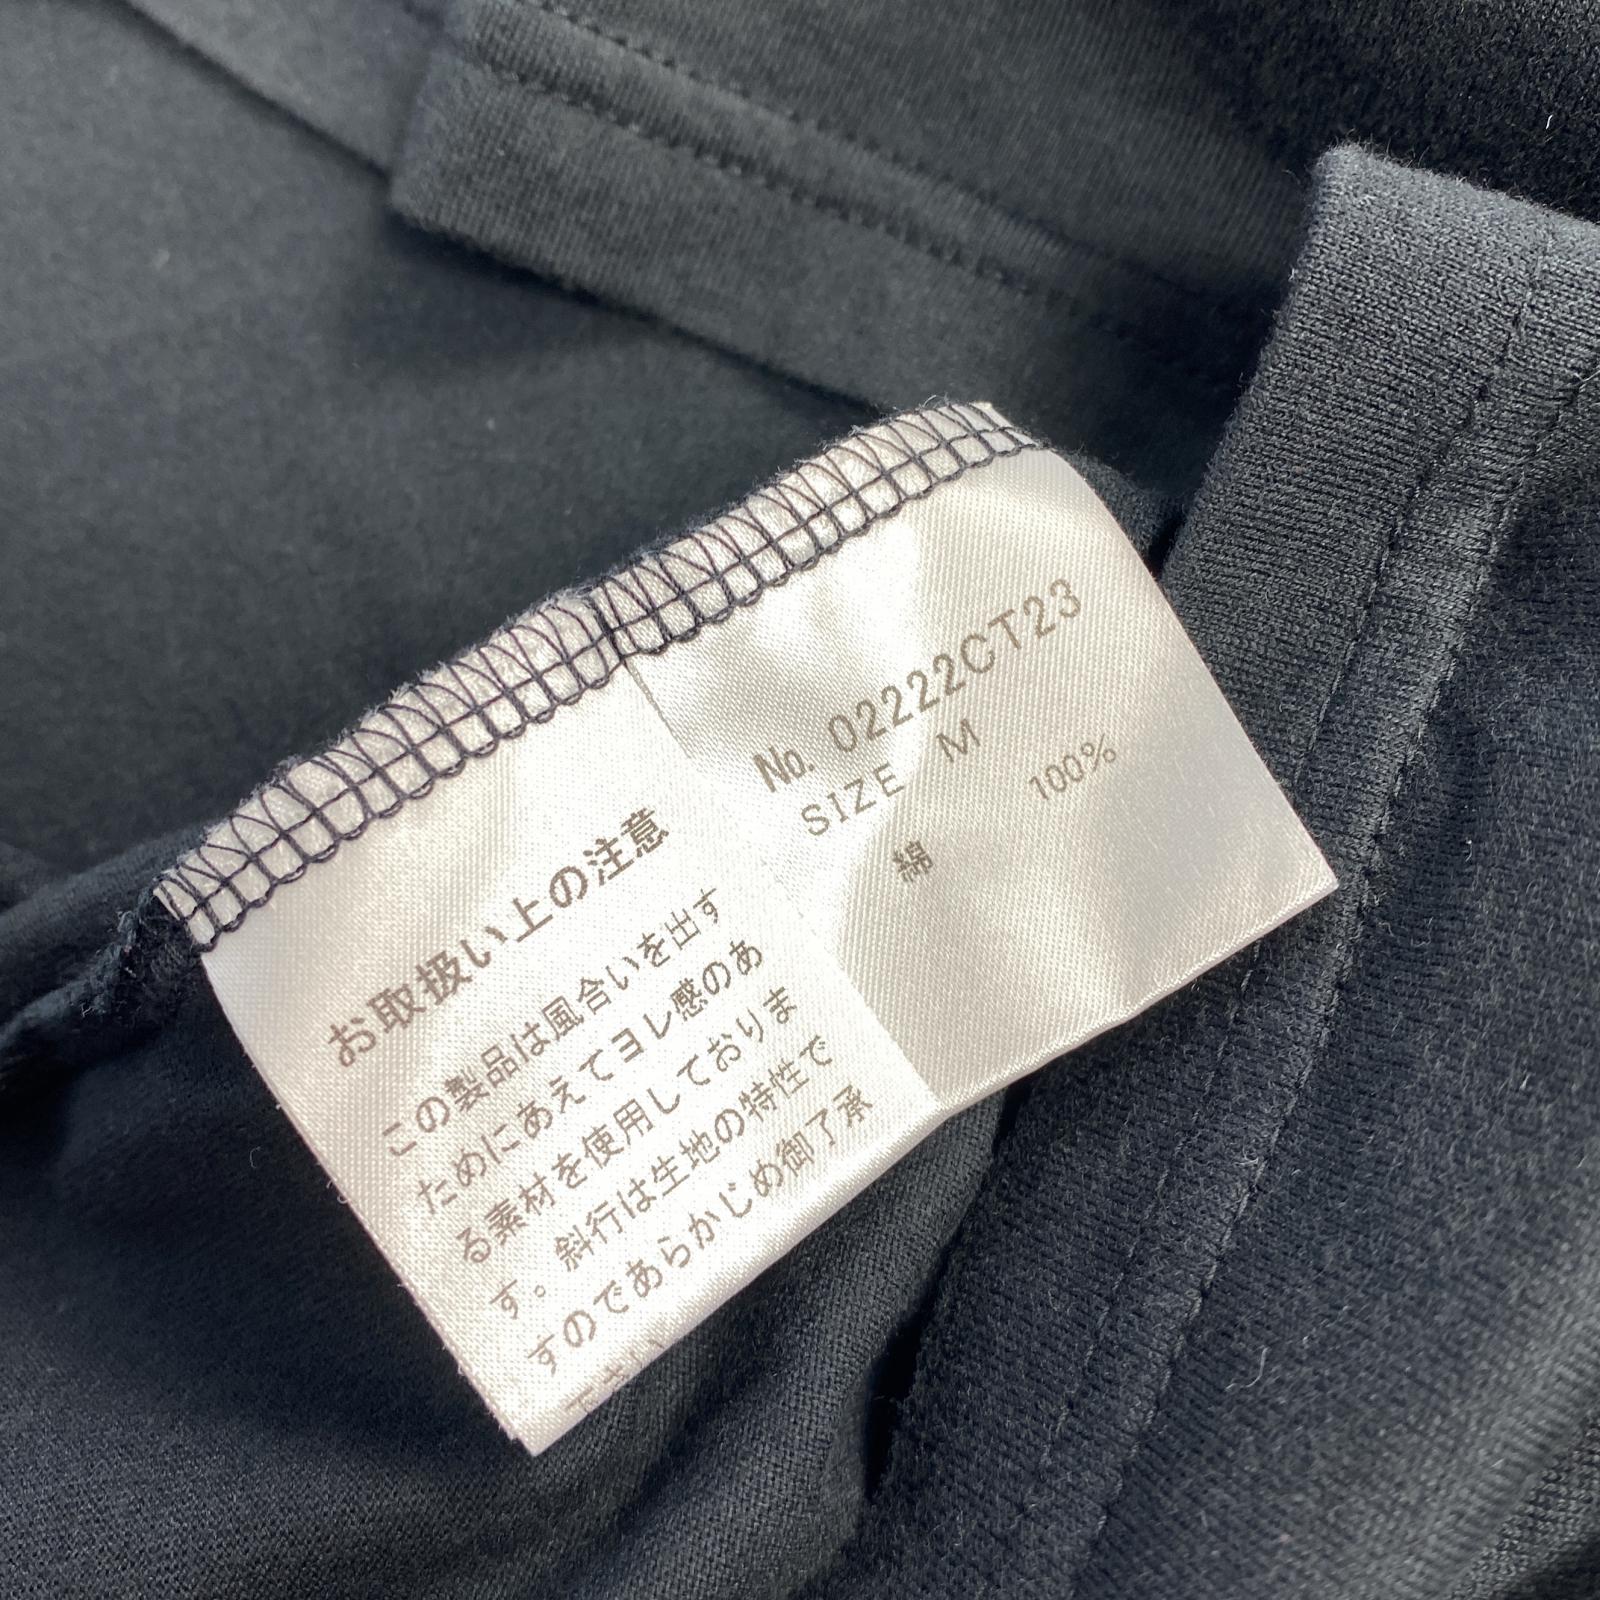 No. 02222CT23
SIZE M
綿 100%
お取扱い上の注意
この製品は風合いを出す
ためにあえてヨレ感のあ
る素材を使用しておりま
す。斜行は生地の特性で
すのであらかじめ御了承
下さい